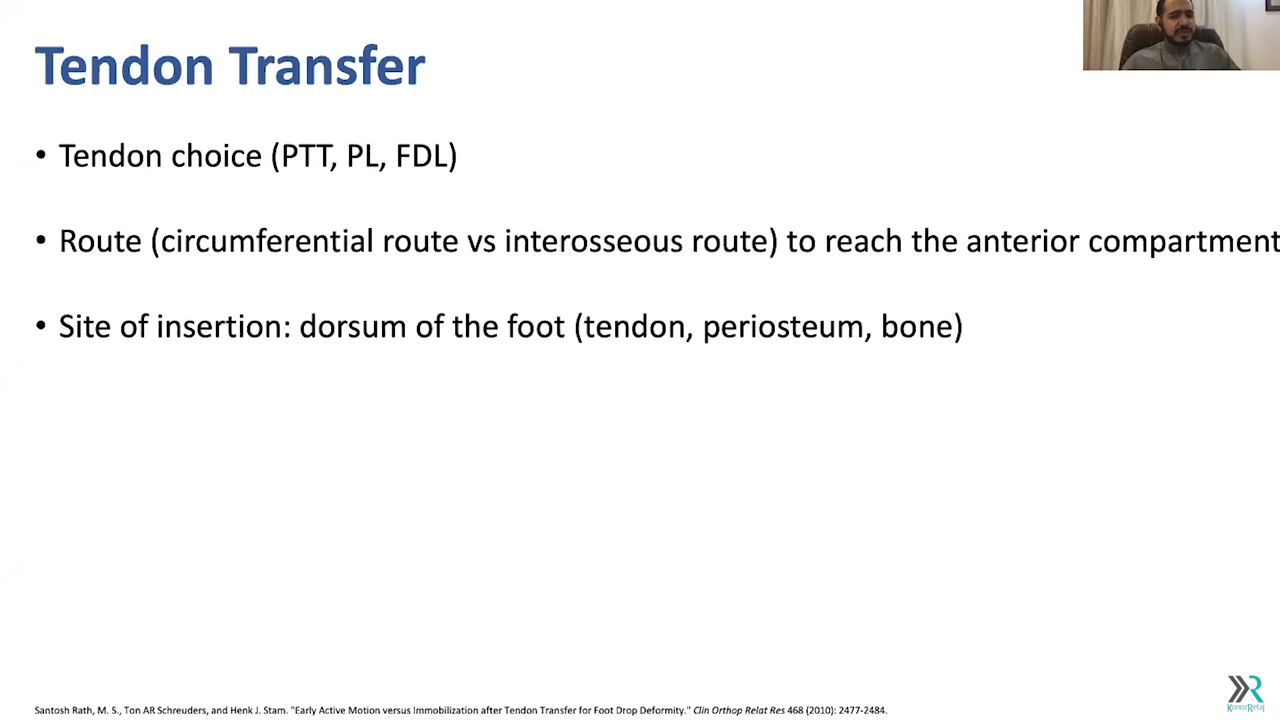 Tendon Transfer
• Tendon choice (PTT, PL, FDL)
• Route (circumferential route vs interosseous route) to reach the anterior compartment
• Site of insertion: dorsum of the foot (tendon, periosteum, bone)
Santosh Rath, M. S., Ton AR Schreuders, and Henk J. Stam. "Early Active Motion versus Immobilization after Tendon Transfer for Foot Drop Deformity." Clin Orthop Relat Res 468 (2010): 2477-2484.